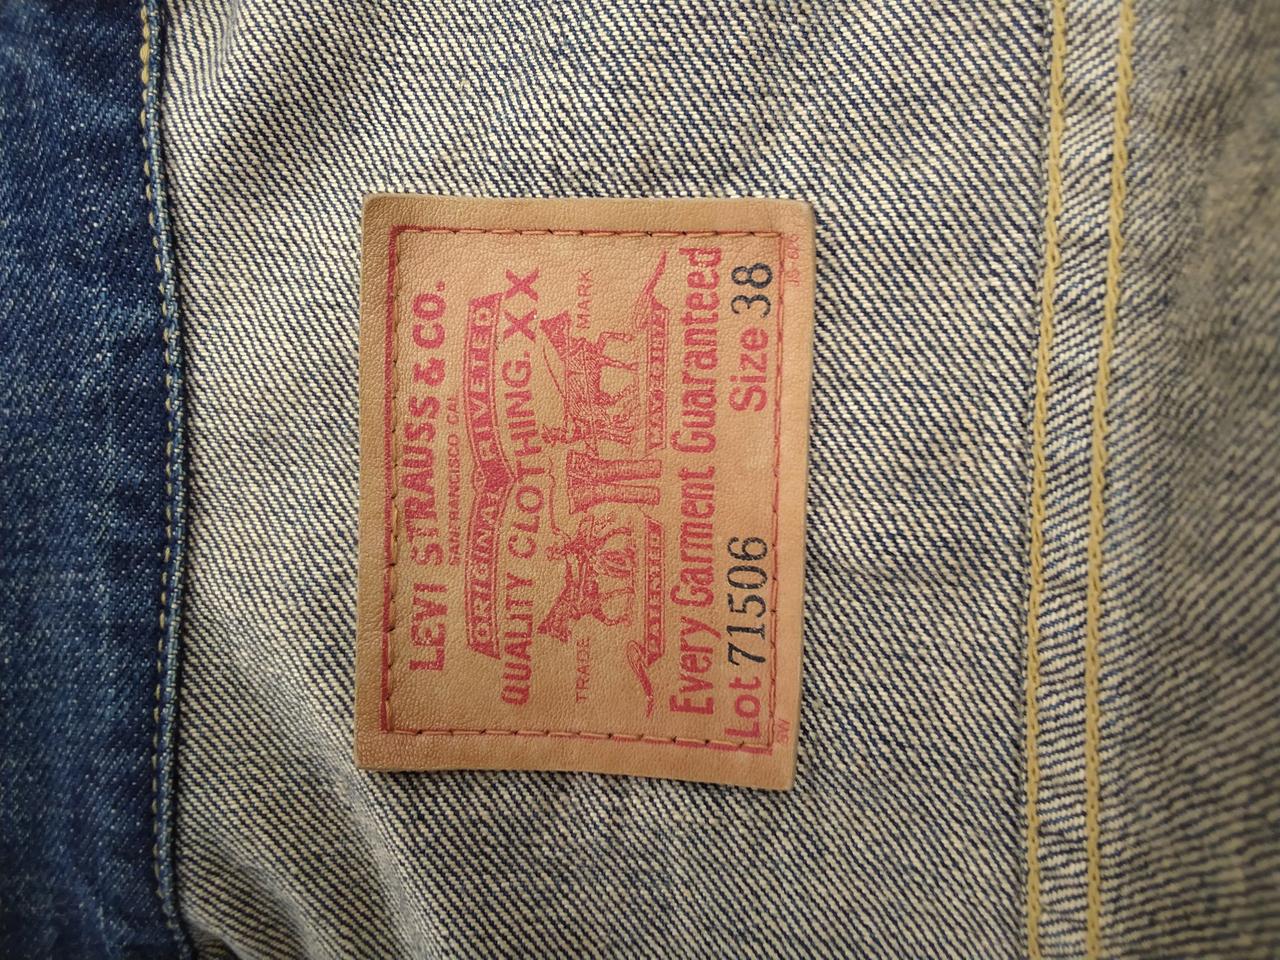 LEVI STRAUSS & CO.
SAN FRANCISCO CAL
ORIGINAL RIVETED
QUALITY CLOTHING. XX
TRADE MARK
PATENTED
Every Garment Guaranteed
Lot 71506 Size 38